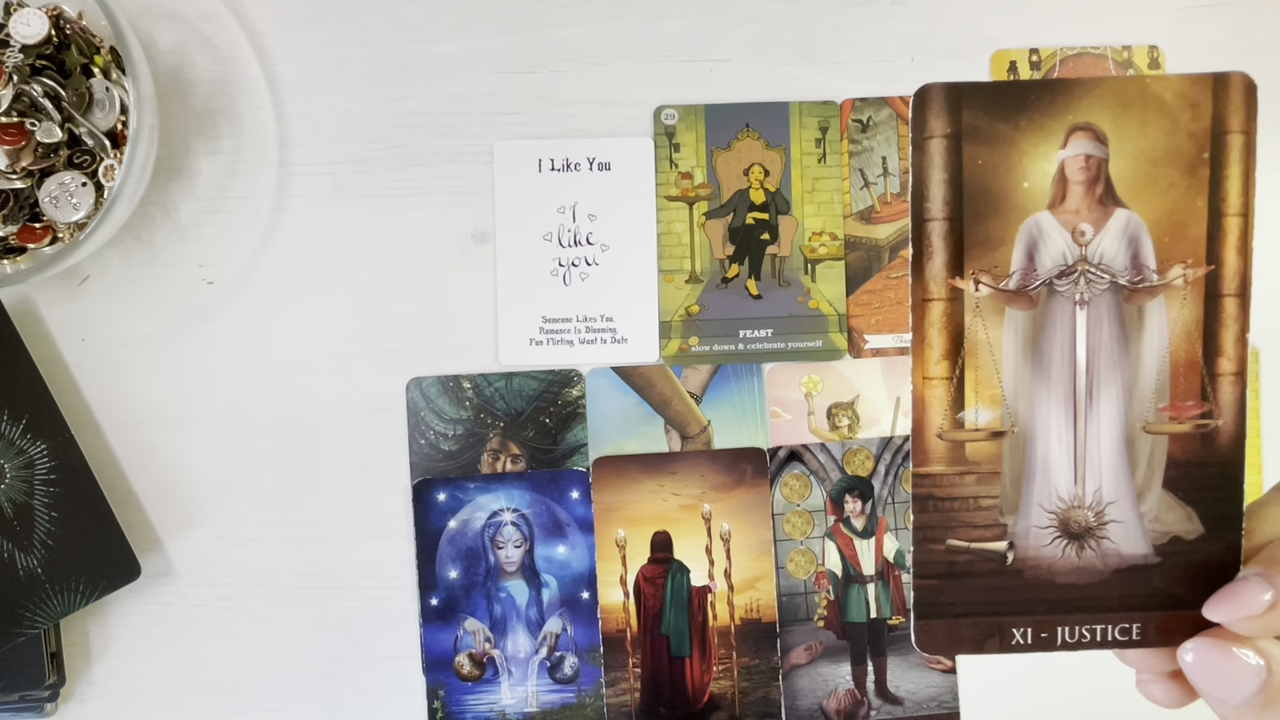 I Like You
I
like
you
Someone Likes You,
Romance Is Blooming,
Fun Flirting, Want to Date
29
FEAST
slow down & celebrate yourself
XI - JUSTICE